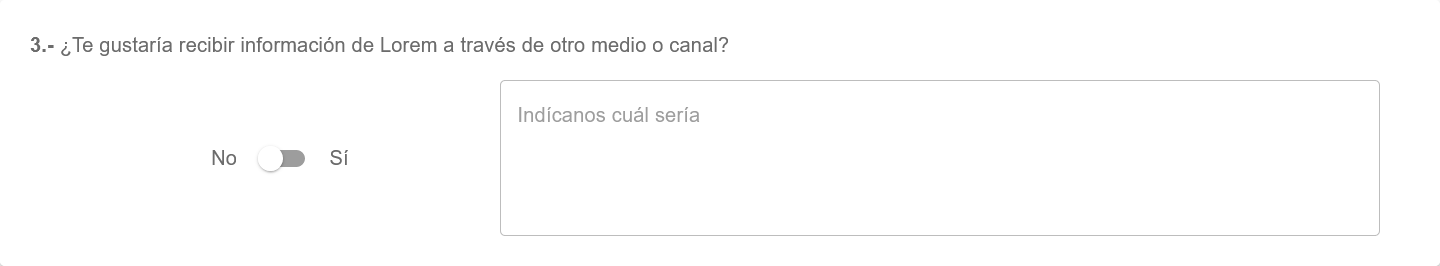 3.- ¿Te gustaría recibir información de Lorem a través de otro medio o canal?
Indícanos cuál sería
No Sí